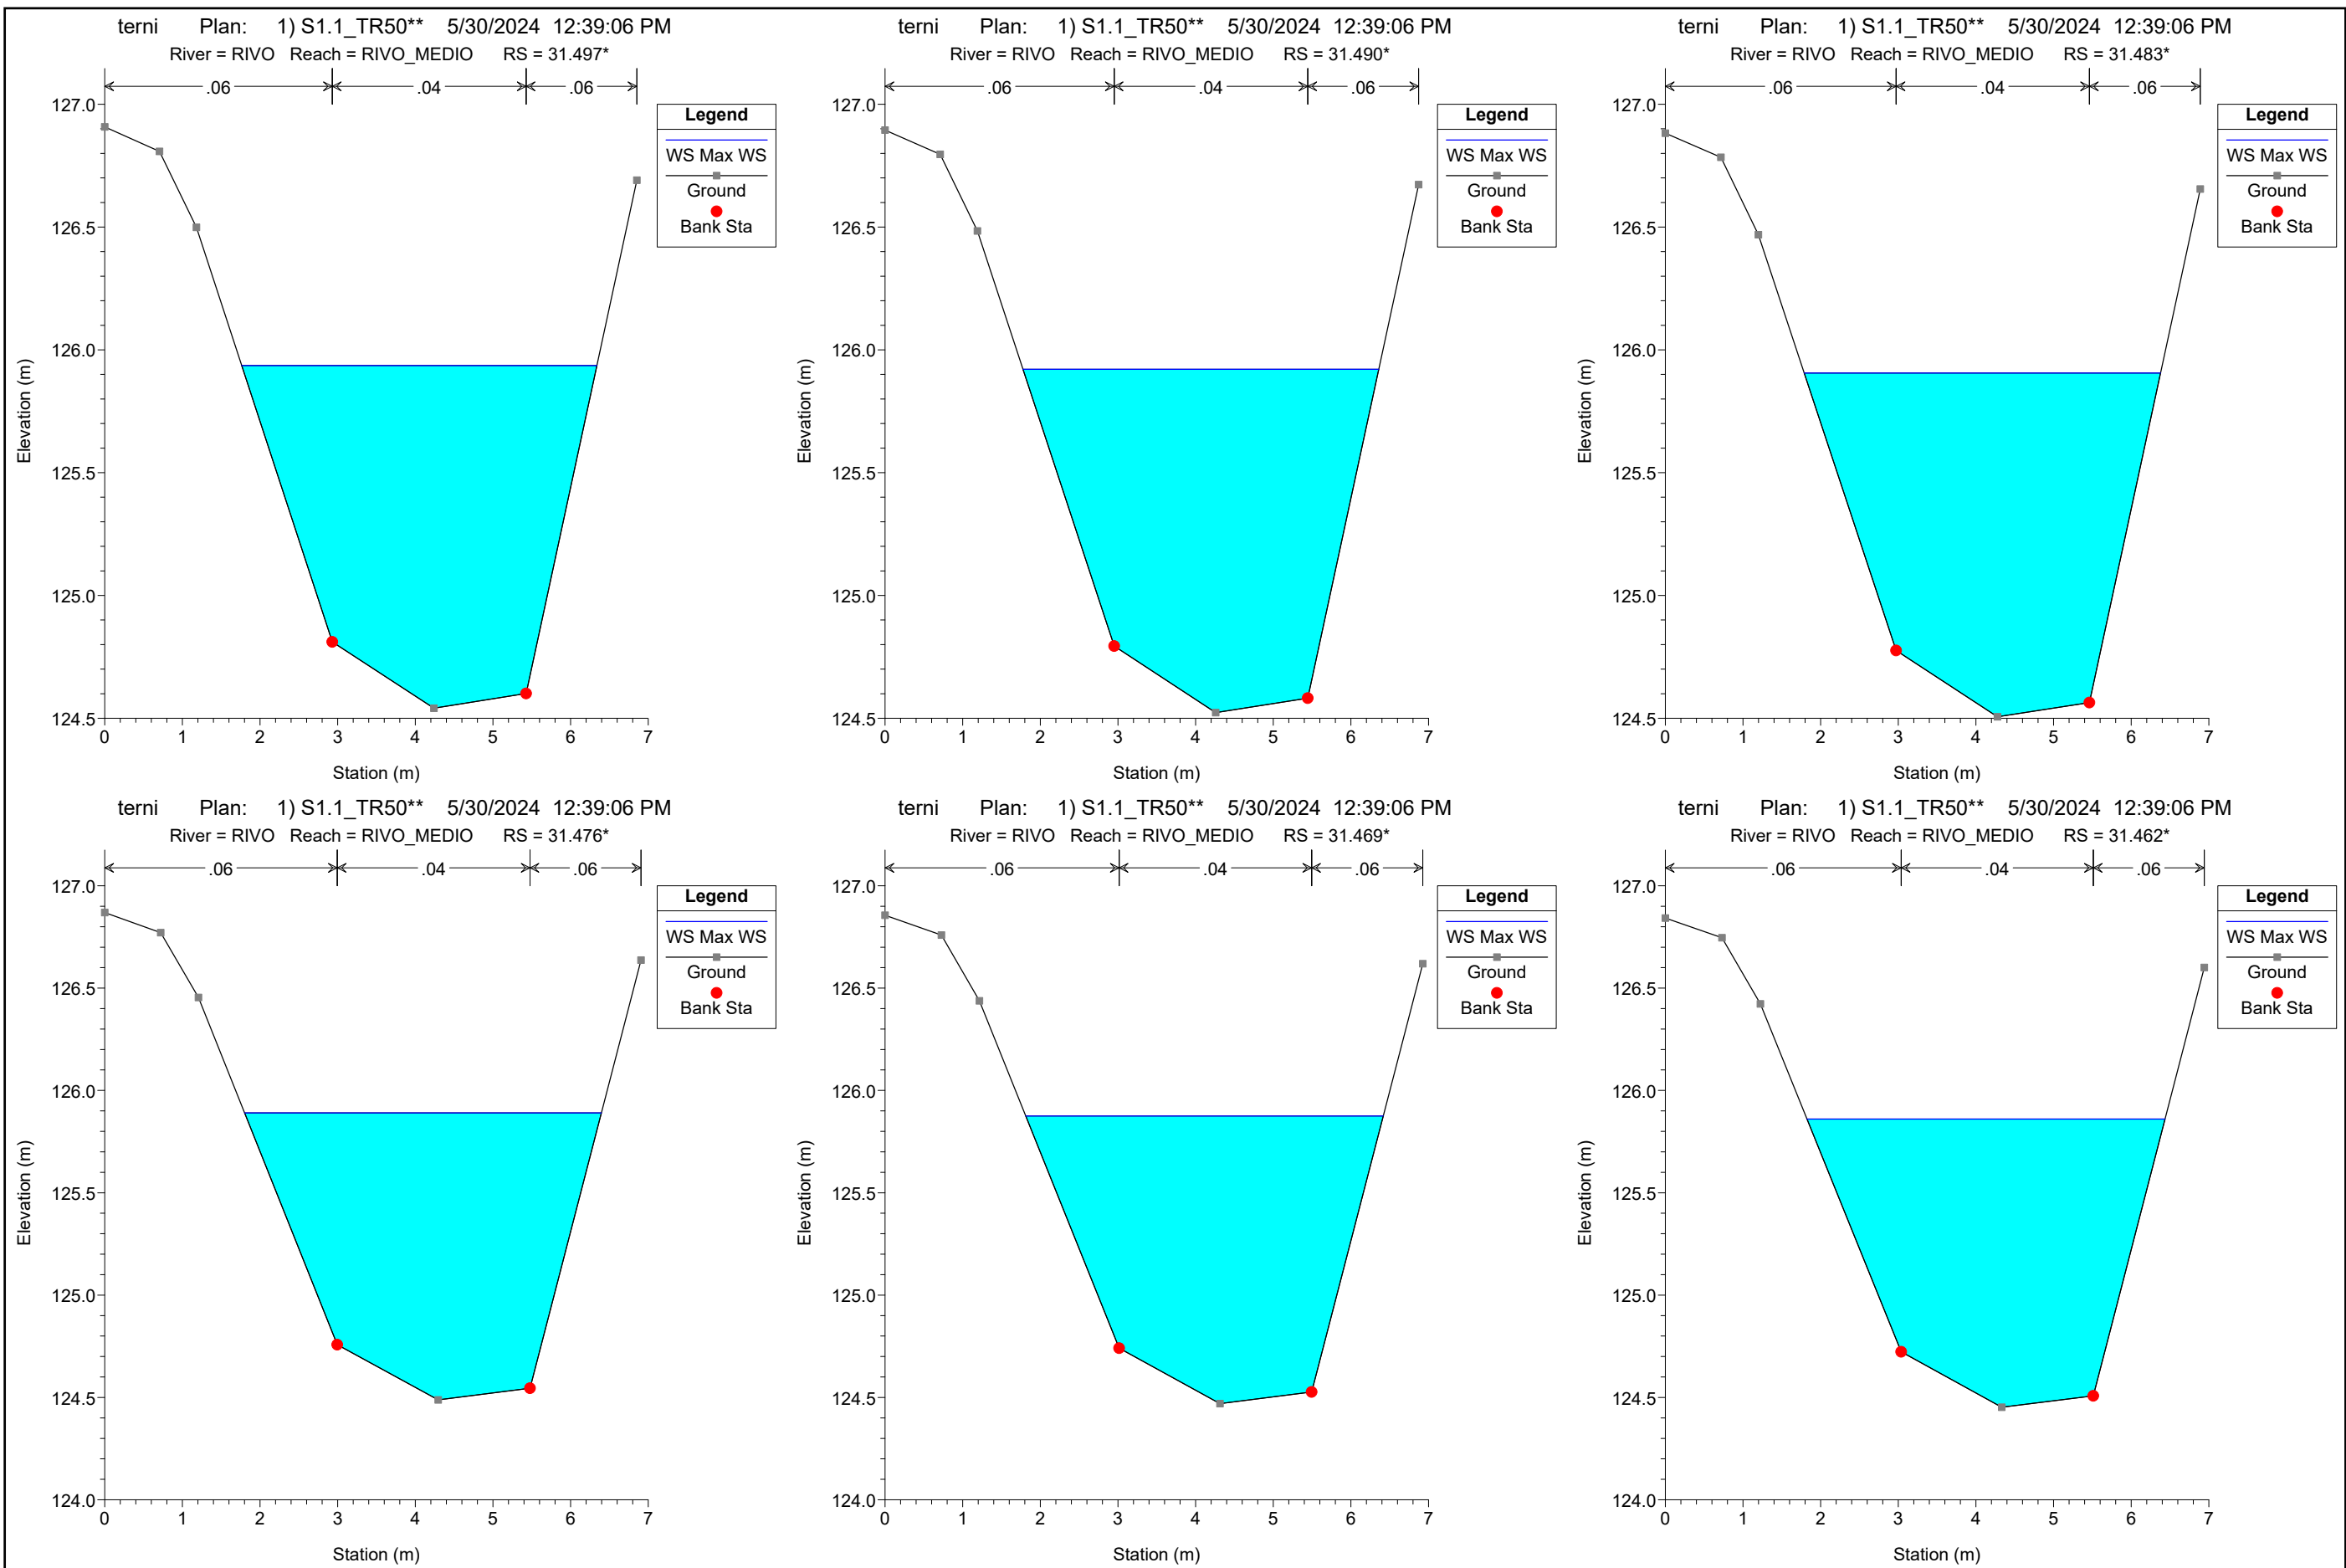 terni Plan: 1) S1.1_TR50** 5/30/2024 12:39:06 PM
River = RIVO Reach = RIVO_MEDIO RS = 31.497*
.06 .04 .06
127.0
126.5
126.0
125.5
125.0
124.5
Elevation (m)
0 1 2 3 4 5 6 7
Station (m)
Legend
WS Max WS
Ground
Bank Sta
terni Plan: 1) S1.1_TR50** 5/30/2024 12:39:06 PM
River = RIVO Reach = RIVO_MEDIO RS = 31.490*
.06 .04 .06
127.0
126.5
126.0
125.5
125.0
124.5
Elevation (m)
0 1 2 3 4 5 6 7
Station (m)
Legend
WS Max WS
Ground
Bank Sta
terni Plan: 1) S1.1_TR50** 5/30/2024 12:39:06 PM
River = RIVO Reach = RIVO_MEDIO RS = 31.483*
.06 .04 .06
127.0
126.5
126.0
125.5
125.0
124.5
Elevation (m)
0 1 2 3 4 5 6 7
Station (m)
Legend
WS Max WS
Ground
Bank Sta
terni Plan: 1) S1.1_TR50** 5/30/2024 12:39:06 PM
River = RIVO Reach = RIVO_MEDIO RS = 31.476*
.06 .04 .06
127.0
126.5
126.0
125.5
125.0
124.5
124.0
Elevation (m)
0 1 2 3 4 5 6 7
Station (m)
Legend
WS Max WS
Ground
Bank Sta
terni Plan: 1) S1.1_TR50** 5/30/2024 12:39:06 PM
River = RIVO Reach = RIVO_MEDIO RS = 31.469*
.06 .04 .06
127.0
126.5
126.0
125.5
125.0
124.5
124.0
Elevation (m)
0 1 2 3 4 5 6 7
Station (m)
Legend
WS Max WS
Ground
Bank Sta
terni Plan: 1) S1.1_TR50** 5/30/2024 12:39:06 PM
River = RIVO Reach = RIVO_MEDIO RS = 31.462*
.06 .04 .06
127.0
126.5
126.0
125.5
125.0
124.5
124.0
Elevation (m)
0 1 2 3 4 5 6 7
Station (m)
Legend
WS Max WS
Ground
Bank Sta